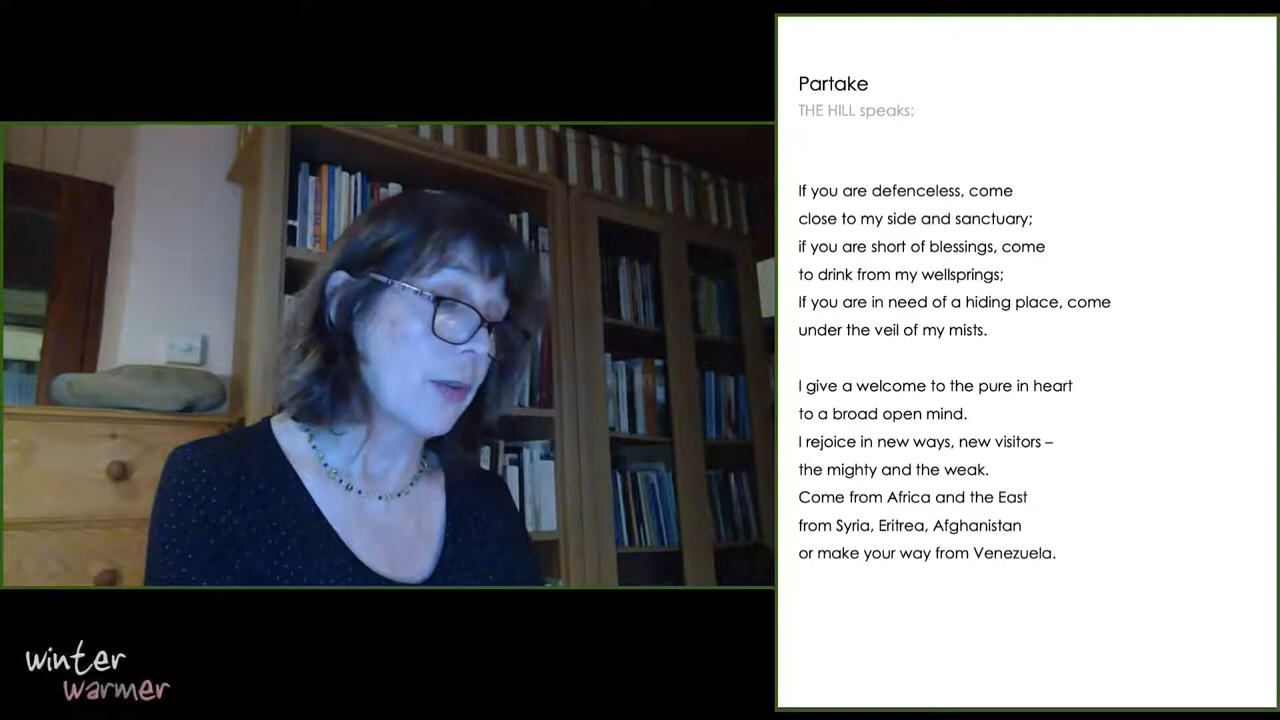 Partake
THE HILL speaks:
If you are defenceless, come
close to my side and sanctuary;
if you are short of blessings, come
to drink from my wellsprings;
If you are in need of a hiding place, come
under the veil of my mists.
I give a welcome to the pure in heart
to a broad open mind.
I rejoice in new ways, new visitors –
the mighty and the weak.
Come from Africa and the East
from Syria, Eritrea, Afghanistan
or make your way from Venezuela.
winter
warmer